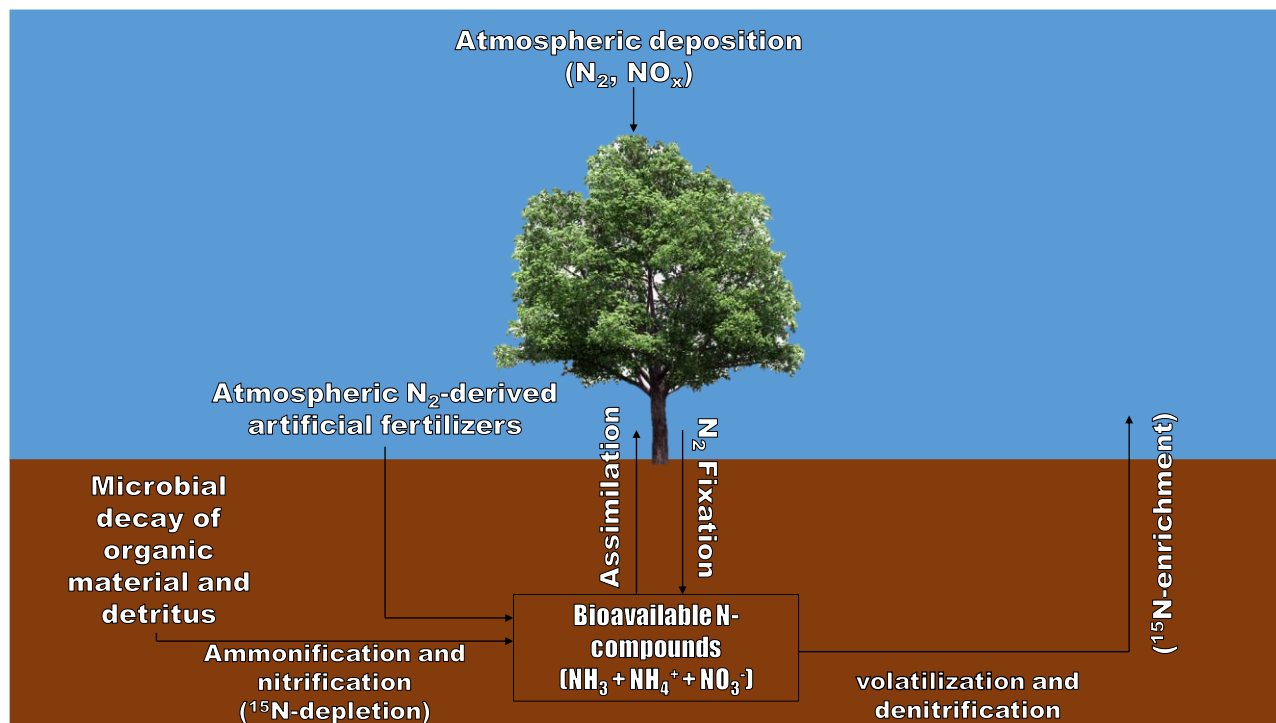 Atmospheric deposition
(N₂, NOₓ)
Atmospheric N₂-derived
artificial fertilizers
Microbial
decay of
organic
material and
detritus
Assimilation
N₂ Fixation
(¹⁵N-enrichment)
Bioavailable N-
compounds
(NH₃ + NH₄⁺ + NO₃⁻)
Ammonification and
nitrification
(¹⁵N-depletion)
volatilization and
denitrification